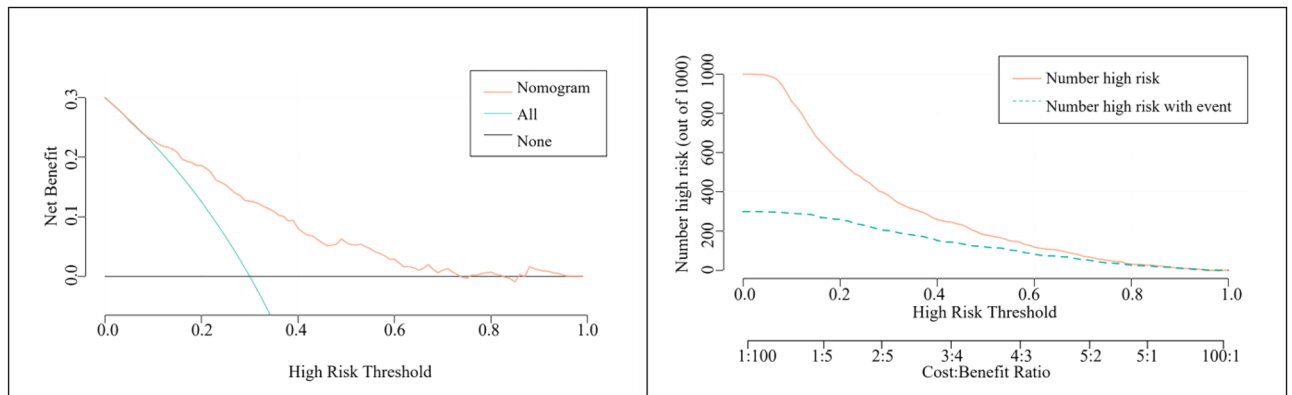 Nomogram
All
None
Net Benefit
0.3
0.2
0.1
0.0
0.0 0.2 0.4 0.6 0.8 1.0
High Risk Threshold
Number high risk
Number high risk with event
Number high risk (out of 1000)
1000
800
600
400
200
0
0.0 0.2 0.4 0.6 0.8 1.0
High Risk Threshold
1:100 1:5 2:5 3:4 4:3 5:2 5:1 100:1
Cost:Benefit Ratio